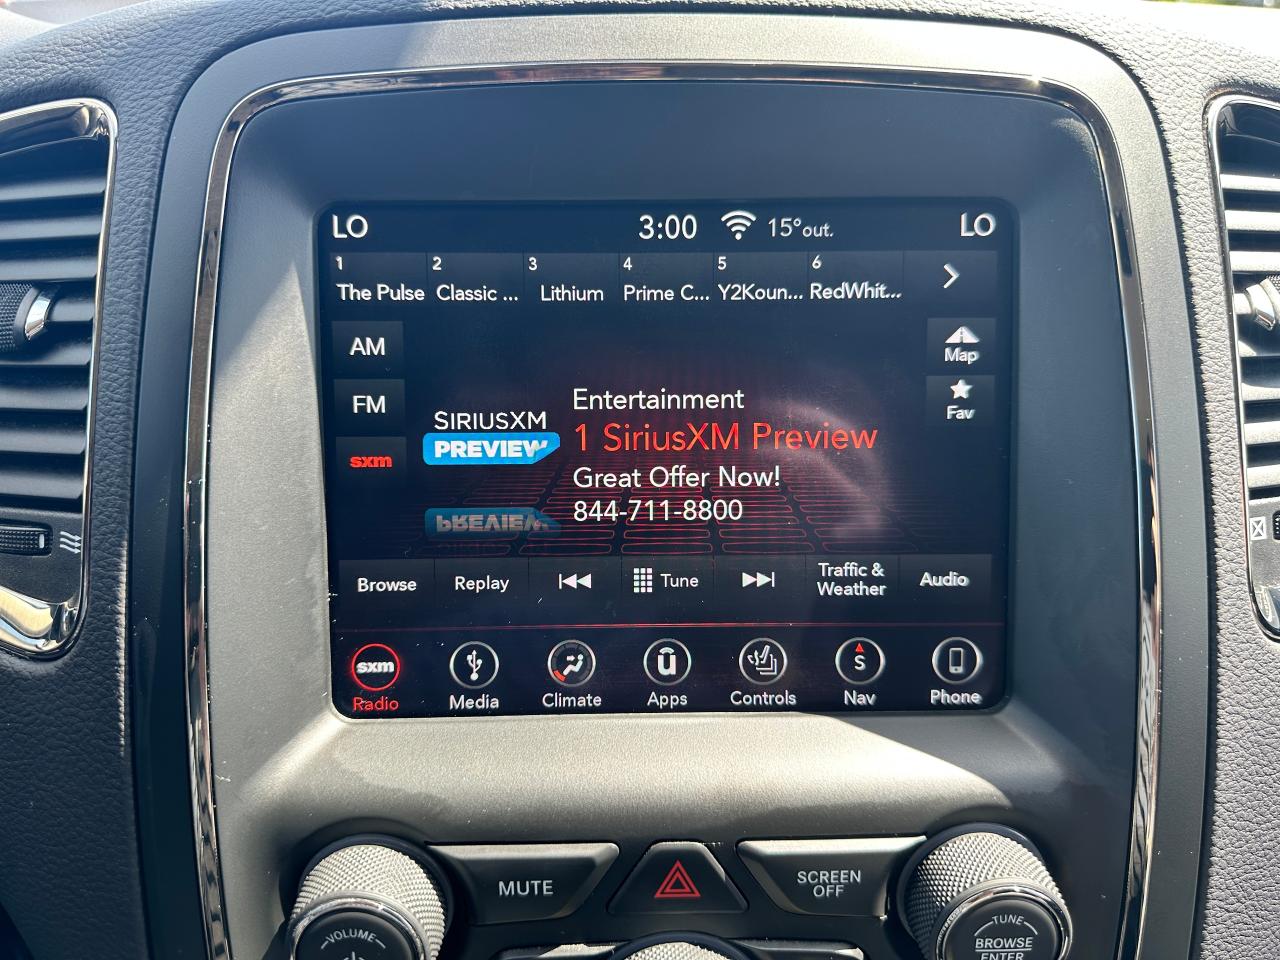 LO 3:00 15° out. LO
1 2 3 4 5 6
The Pulse Classic ... Lithium Prime C... Y2Koun... RedWhit...
AM
Map
FM
Fav
sxm
SIRIUSXM
PREVIEW
Entertainment
1 SiriusXM Preview
Great Offer Now!
844-711-8800
Browse Replay Tune Traffic &
Weather Audio
sxm
Radio Media Climate Apps Controls S
Nav Phone
MUTE
SCREEN
OFF
VOLUME
TUNE
BROWSE
ENTER